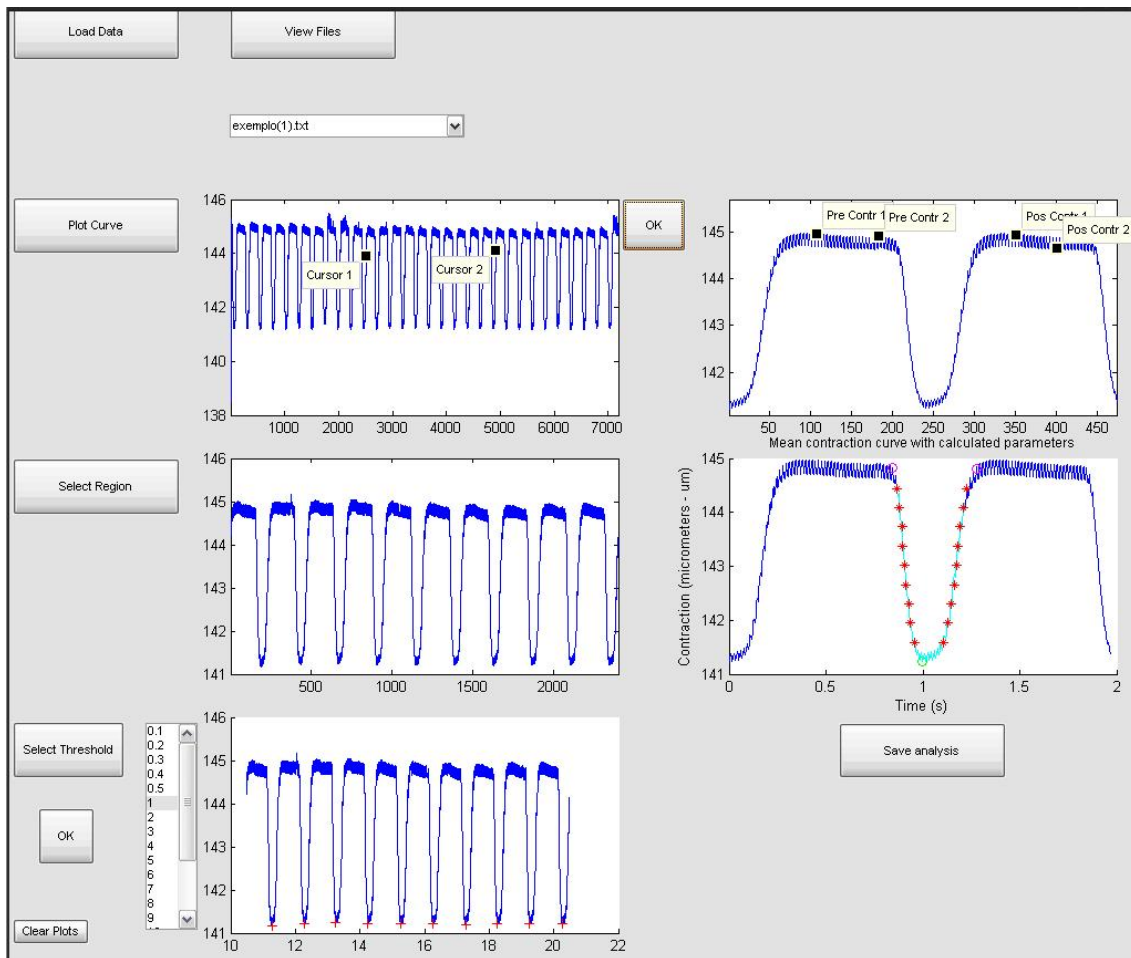 Load Data
View Files
exemplo(1).txt
Plot Curve
146
144
142
140
138
1000 2000 3000 4000 5000 6000 7000
Cursor 1
Cursor 2
OK
145
144
143
142
50 100 150 200 250 300 350 400 450
Pre Contr 1
Pre Contr 2
Pos Contr 1
Pos Contr 2
Mean contraction curve with calculated parameters
Select Region
146
145
144
143
142
141
500 1000 1500 2000
Contraction (micrometers - um)
145
144
143
142
141
0 0.5 1 1.5 2
Time (s)
Select Threshold
0.1
0.2
0.3
0.4
0.5
1
2
3
4
5
6
7
8
9
OK
Clear Plots
146
145
144
143
142
141
10 12 14 16 18 20 22
Save analysis